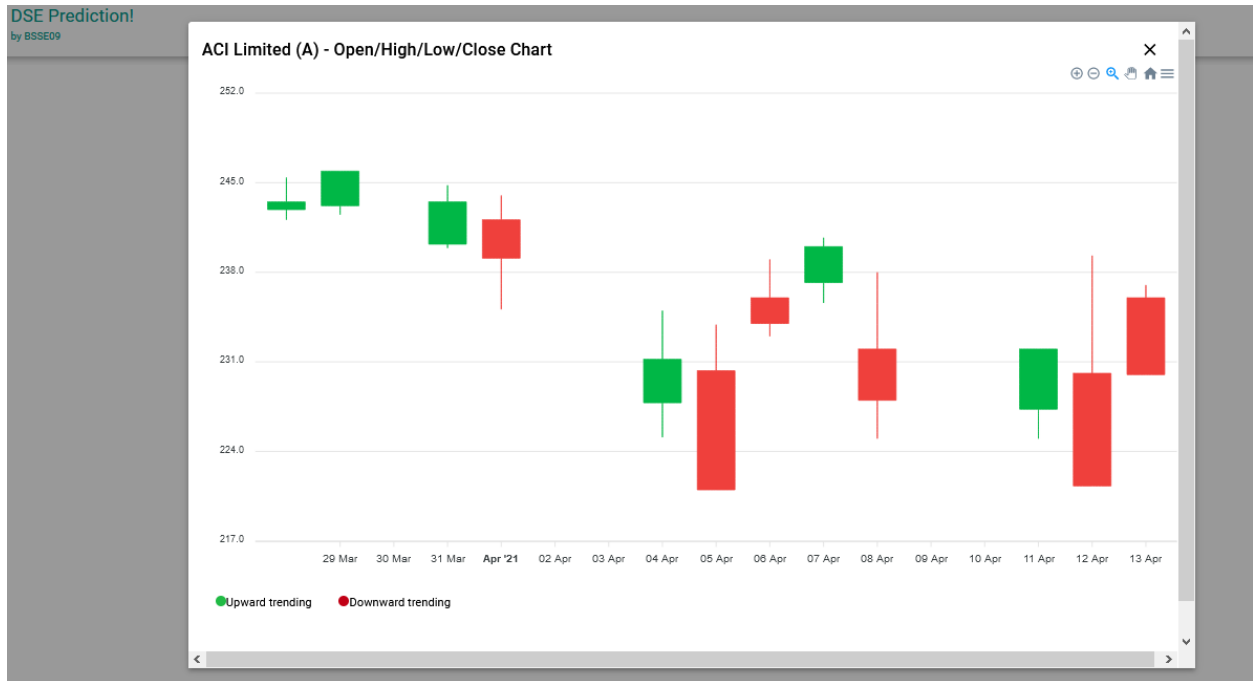 DSE Prediction!
by BSSE09
ACI Limited (A) - Open/High/Low/Close Chart
252.0
245.0
238.0
231.0
224.0
217.0
29 Mar 30 Mar 31 Mar Apr '21 02 Apr 03 Apr 04 Apr 05 Apr 06 Apr 07 Apr 08 Apr 09 Apr 10 Apr 11 Apr 12 Apr 13 Apr
Upward trending Downward trending